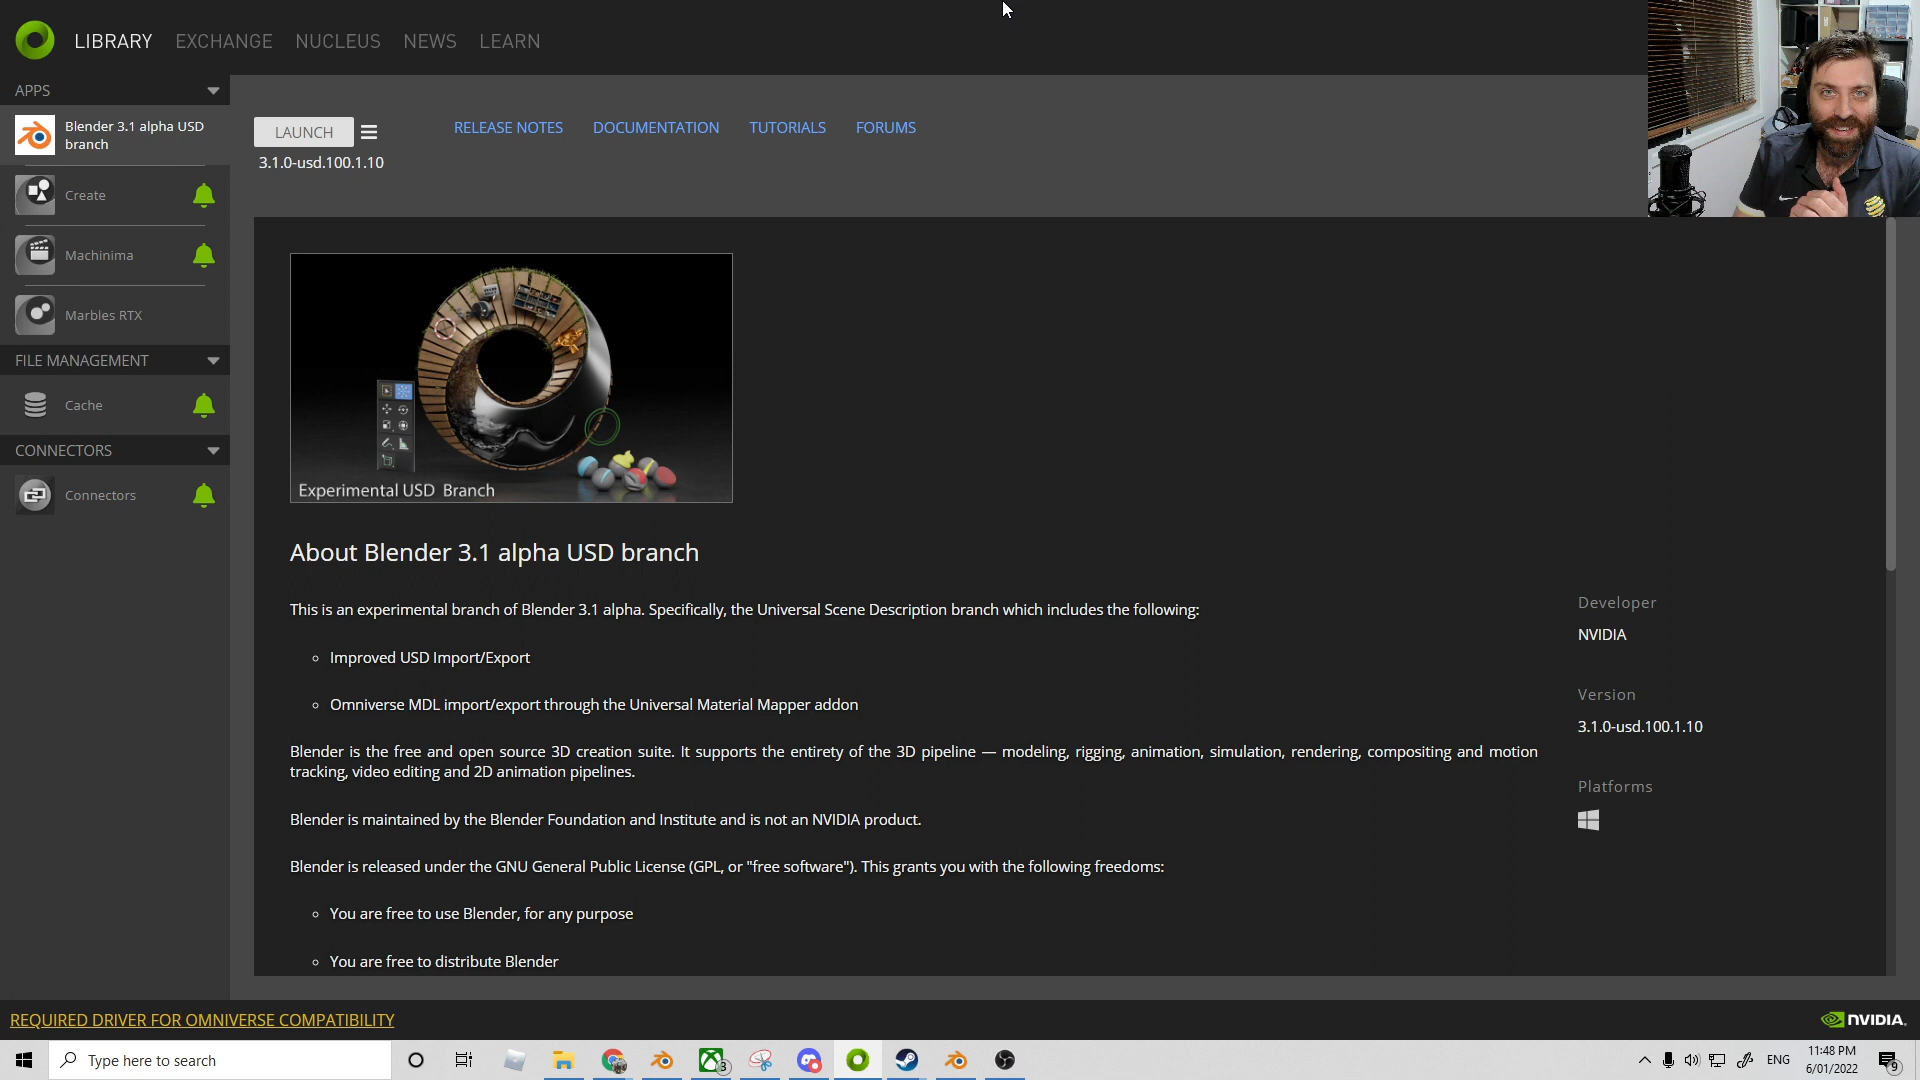 LIBRARY EXCHANGE NUCLEUS NEWS LEARN
APPS
Blender 3.1 alpha USD
branch
Create
Machinima
Marbles RTX
FILE MANAGEMENT
Cache
CONNECTORS
Connectors
LAUNCH
3.1.0-usd.100.1.10
RELEASE NOTES DOCUMENTATION TUTORIALS FORUMS
Experimental USD Branch
About Blender 3.1 alpha USD branch
This is an experimental branch of Blender 3.1 alpha. Specifically, the Universal Scene Description branch which includes the following:
Improved USD Import/Export
Omniverse MDL import/export through the Universal Material Mapper addon
Blender is the free and open source 3D creation suite. It supports the entirety of the 3D pipeline — modeling, rigging, animation, simulation, rendering, compositing and motion
tracking, video editing and 2D animation pipelines.
Blender is maintained by the Blender Foundation and Institute and is not an NVIDIA product.
Blender is released under the GNU General Public License (GPL, or "free software"). This grants you with the following freedoms:
You are free to use Blender, for any purpose
You are free to distribute Blender
Developer
NVIDIA
Version
3.1.0-usd.100.1.10
Platforms
REQUIRED DRIVER FOR OMNIVERSE COMPATIBILITY
NVIDIA.
Type here to search
3
ENG
11:48 PM
6/01/2022
9